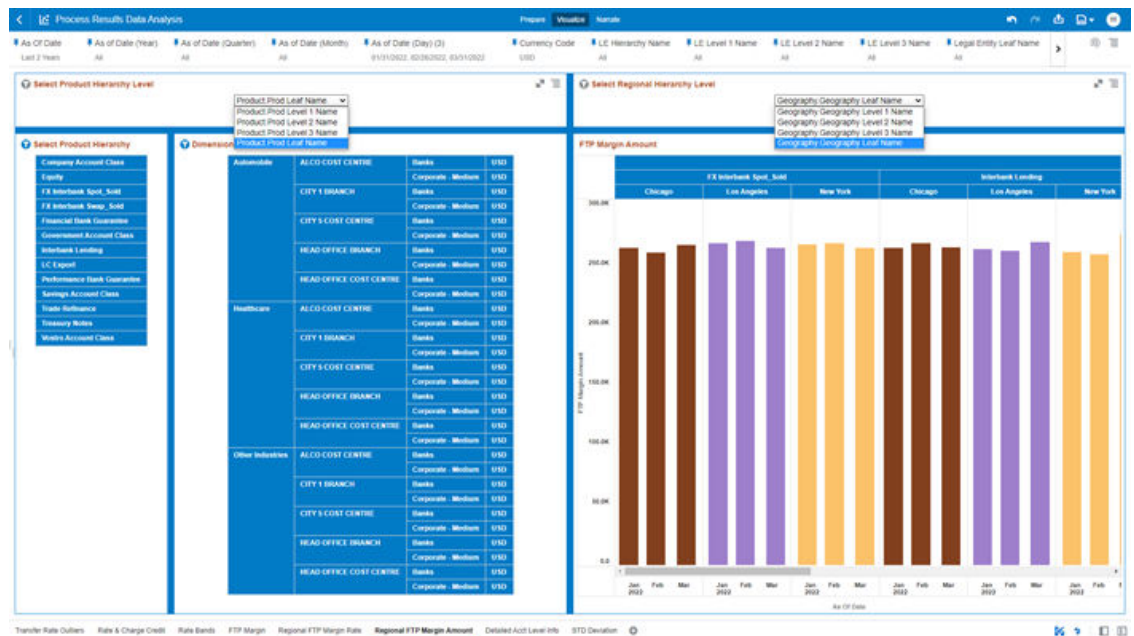 Process Results Data Analysis
Prepare Visualize Narrate
As Of Date As of Date (Year) As of Date (Quarter) As of Date (Month) As of Date (Day) (3) Currency Code LE Hierarchy Name LE Level 1 Name LE Level 2 Name LE Level 3 Name Legal Entity Leaf Name
Last 2 Years All All All 01/31/2022, 02/28/2022, 03/31/2022 USD All All All All All
Select Product Hierarchy Level
Product.Prod Leaf Name
Product.Prod Level 1 Name
Product.Prod Level 2 Name
Product.Prod Level 3 Name
Product.Prod Leaf Name
Select Regional Hierarchy Level
Geography.Geography Leaf Name
Geography.Geography Level 1 Name
Geography.Geography Level 2 Name
Geography.Geography Level 3 Name
Geography.Geography Leaf Name
Select Product Hierarchy
Company Account Class
Equity
FX Interbank Spot_Sold
FX Interbank Swap_Sold
Financial Bank Guarantee
Government Account Class
Interbank Lending
LC Export
Performance Bank Guarantee
Savings Account Class
Trade Refinance
Treasury Notes
Vostro Account Class
Dimension
Automobile ALCO COST CENTRE Banks USD
Corporate - Medium USD
CITY 1 BRANCH Banks USD
Corporate - Medium USD
CITY 5 COST CENTRE Banks USD
Corporate - Medium USD
HEAD OFFICE BRANCH Banks USD
Corporate - Medium USD
HEAD OFFICE COST CENTRE Banks USD
Corporate - Medium USD
Healthcare ALCO COST CENTRE Banks USD
Corporate - Medium USD
CITY 1 BRANCH Banks USD
Corporate - Medium USD
CITY 5 COST CENTRE Banks USD
Corporate - Medium USD
HEAD OFFICE BRANCH Banks USD
Corporate - Medium USD
HEAD OFFICE COST CENTRE Banks USD
Corporate - Medium USD
Other Industries ALCO COST CENTRE Banks USD
Corporate - Medium USD
CITY 1 BRANCH Banks USD
Corporate - Medium USD
CITY 5 COST CENTRE Banks USD
Corporate - Medium USD
HEAD OFFICE BRANCH Banks USD
Corporate - Medium USD
HEAD OFFICE COST CENTRE Banks USD
Corporate - Medium USD
FTP Margin Amount
FX Interbank Spot_Sold Interbank Lending
Chicago Los Angeles New York Chicago Los Angeles New York
300.0K
250.0K
200.0K
150.0K
100.0K
50.0K
0.0
FTP Margin Amount
Jan Feb Mar Jan Feb Mar Jan Feb Mar Jan Feb Mar Jan Feb Mar Jan Feb
2022 2022 2022 2022 2022 2022
As Of Date
Transfer Rate Outliers Rate & Charge Credit Rate Bands FTP Margin Regional FTP Margin Rate Regional FTP Margin Amount Detailed Acct Level Info STD Deviation